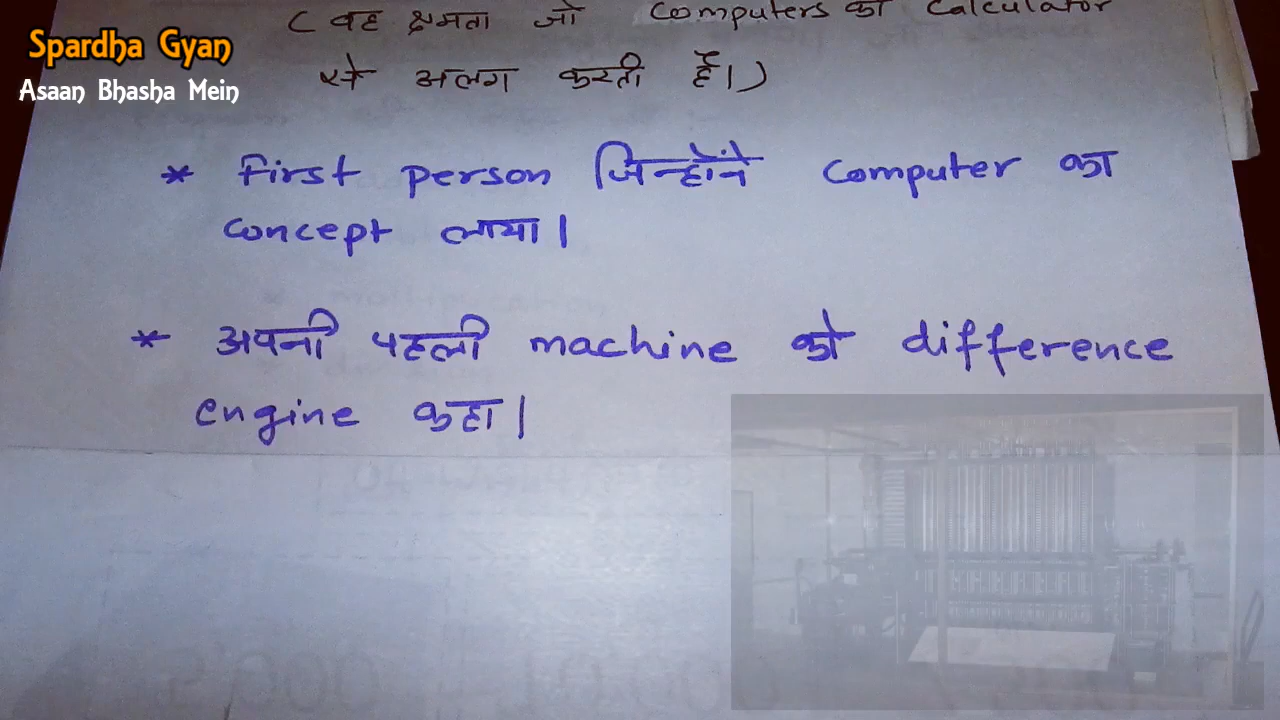 Spardha Gyan
Asaan Bhasha Mein
( वह क्षमता जो Computers को Calculator
से अलग करती है।)
* first person जिन्होंने Computer का
Concept लाया।
* अपनी पहली machine को difference
engine कहा।